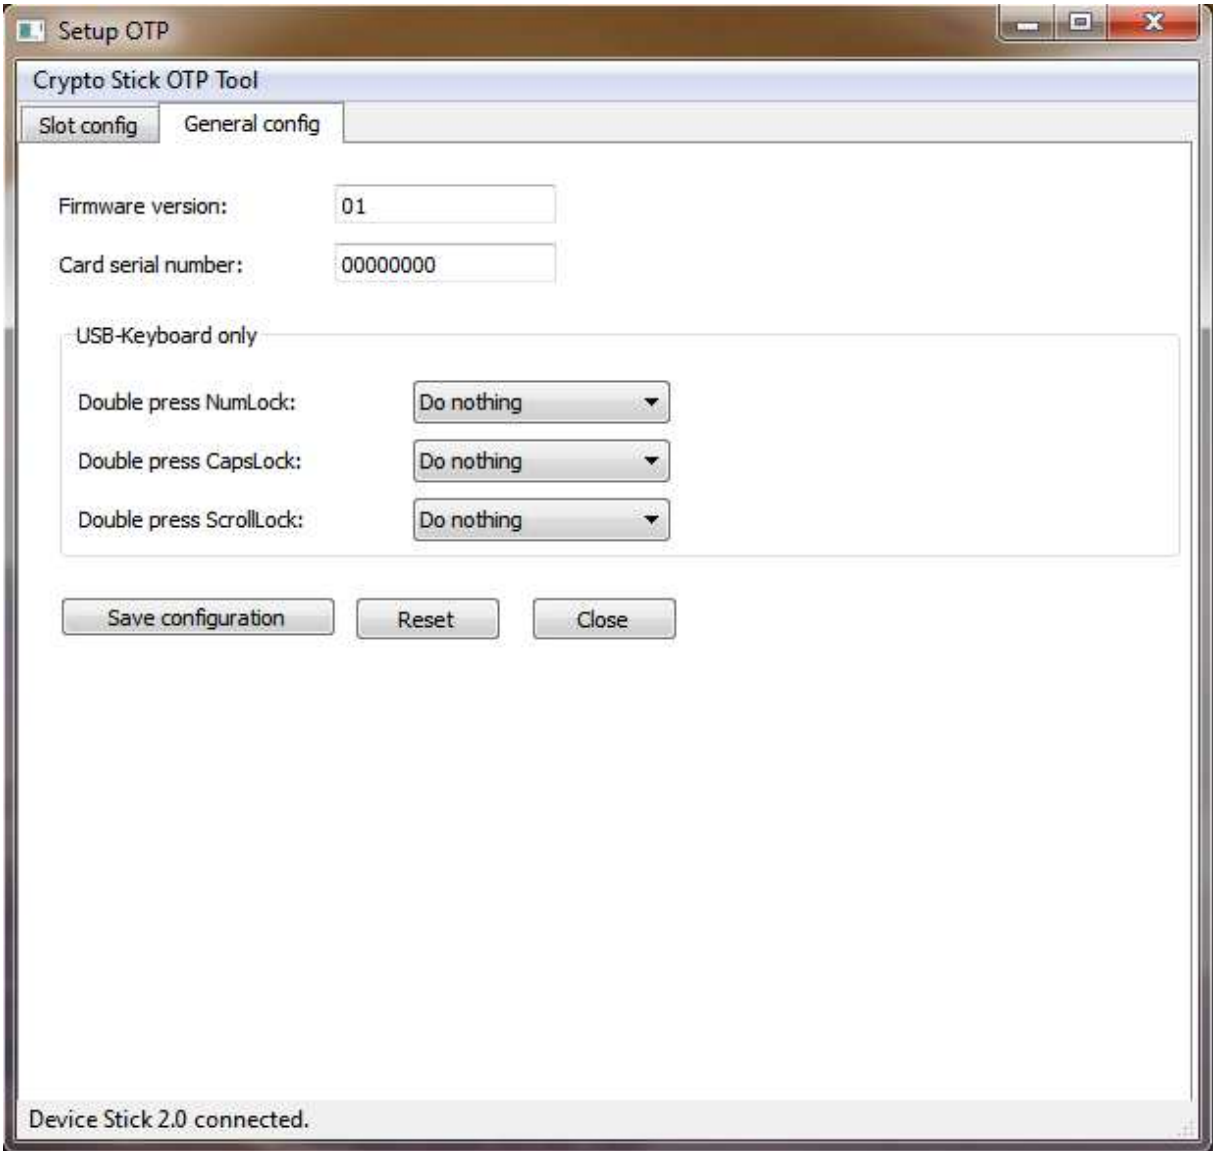 Setup OTP
Crypto Stick OTP Tool
Slot config General config
Firmware version: 01
Card serial number: 00000000
USB-Keyboard only
Double press NumLock: Do nothing
Double press CapsLock: Do nothing
Double press ScrollLock: Do nothing
Save configuration Reset Close
Device Stick 2.0 connected.